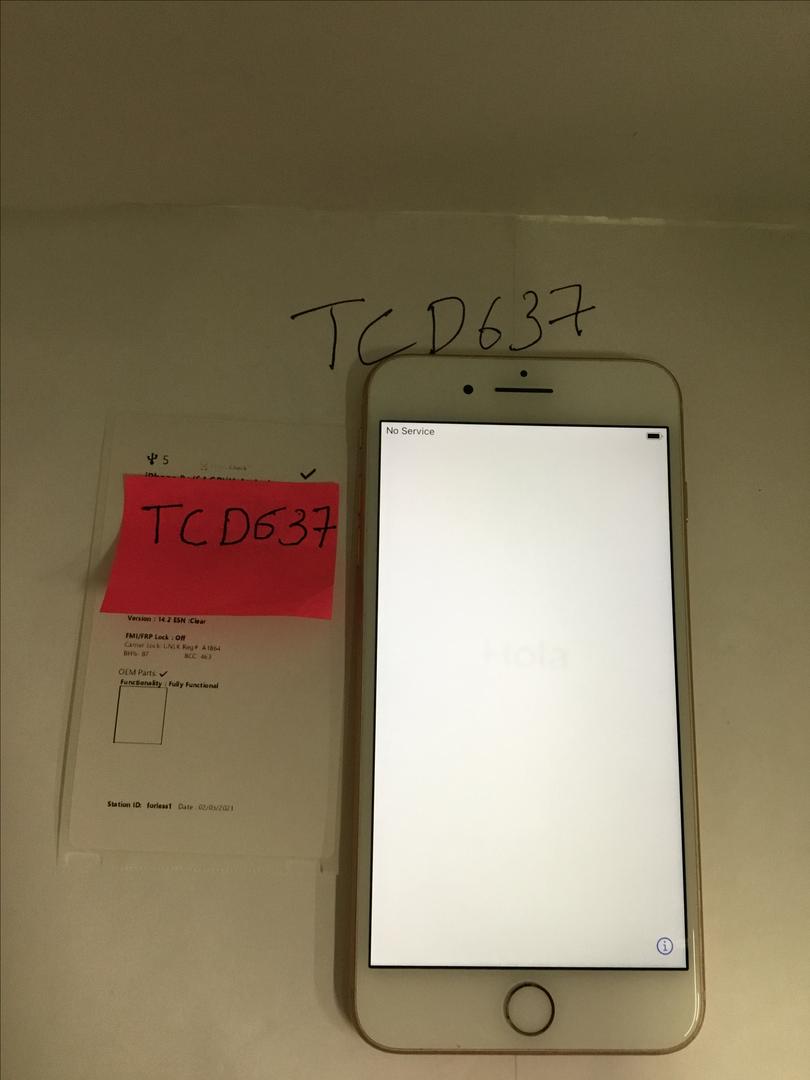 TCD637
No Service
5
TCD637
Version : 14.2 ESN :Clear
FMI/FRP Lock : Off
Carrier Lock: UNLK Reg# A1864
BH%: 87 BCC: 463
OEM Parts:
Functionality : Fully Functional
Hola
Station ID: forless1 Date : 02/03/2021